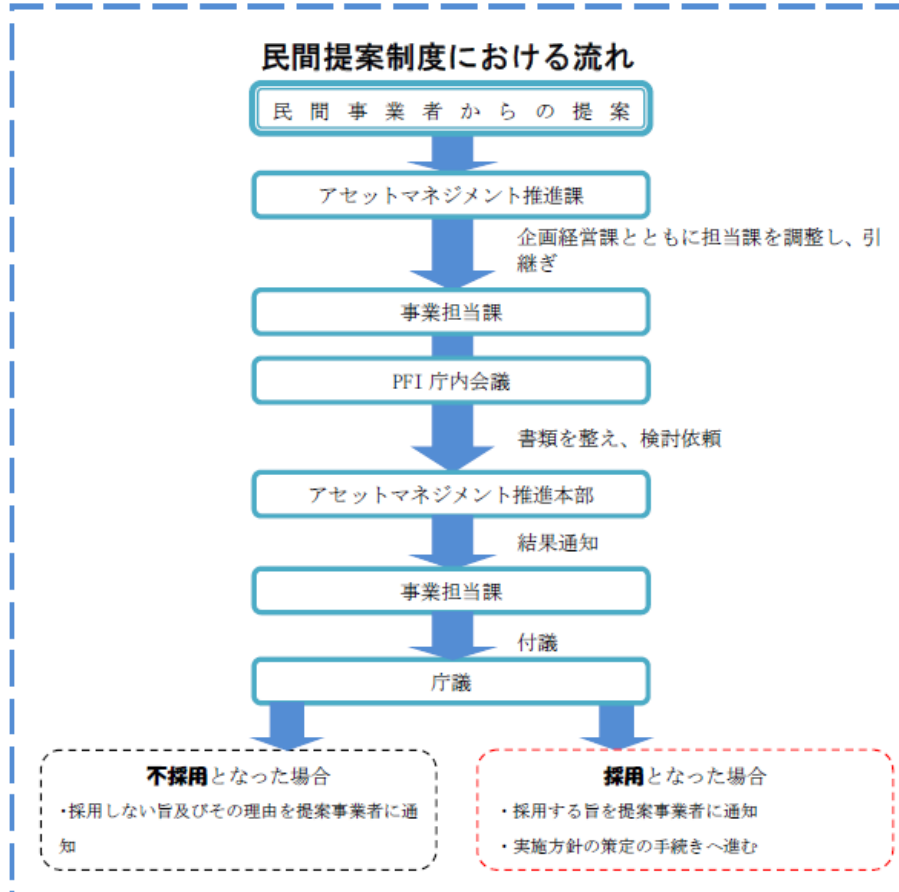 民間提案制度における流れ
民間事業者からの提案
アセットマネジメント推進課
企画経営課とともに担当課を調整し、引
継ぎ
事業担当課
PFI 庁内会議
書類を整え、検討依頼
アセットマネジメント推進本部
結果通知
事業担当課
付議
庁議
不採用となった場合
・採用しない旨及びその理由を提案事業者に通
知
採用となった場合
・採用する旨を提案事業者に通知
・実施方針の策定の手続きへ進む